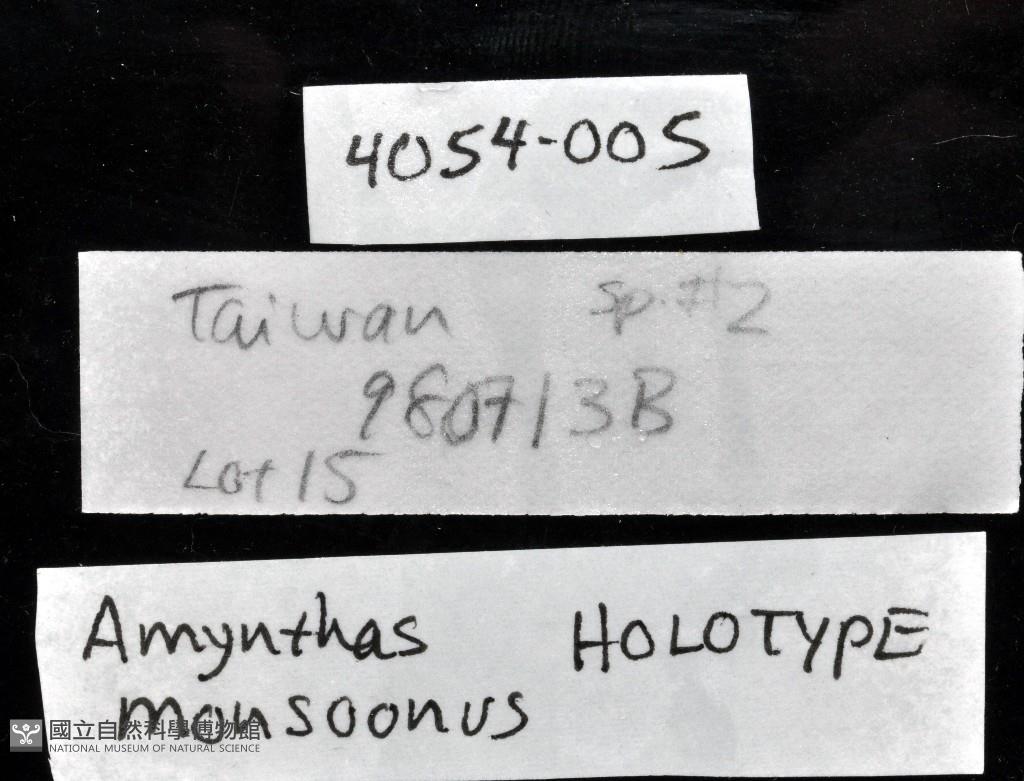 4054-005
Taiwan sp. #2
980713B
Lot 15
Amynthas HOLOTYPE
monsoonus
國立自然科學博物館
NATIONAL MUSEUM OF NATURAL SCIENCE